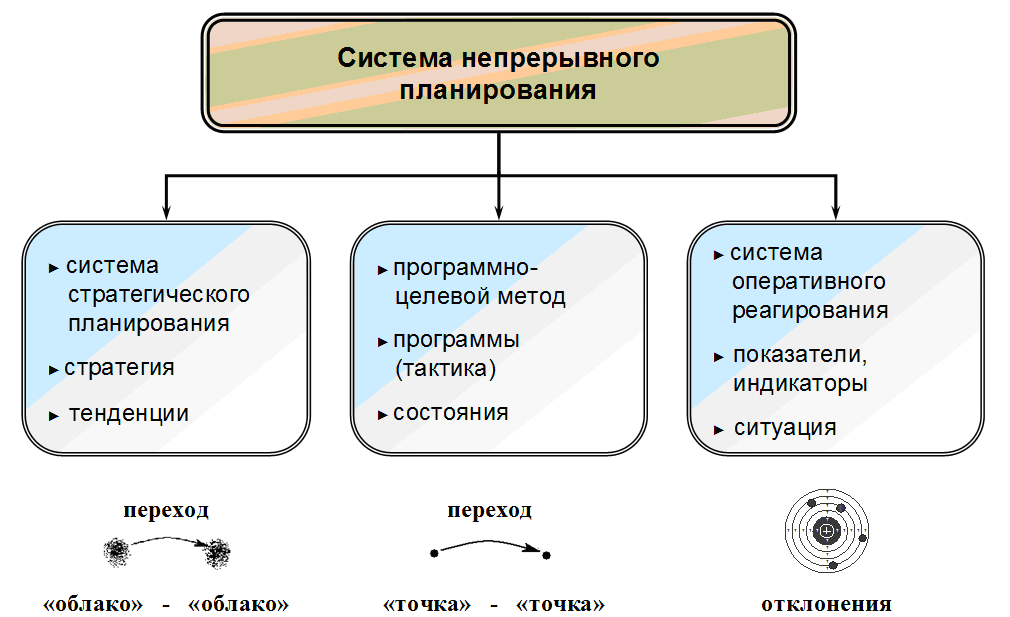 Система непрерывного
планирования
► система
стратегического
планирования
► стратегия
► тенденции
► программно-
целевой метод
► программы
(тактика)
► состояния
► система
оперативного
реагирования
► показатели,
индикаторы
► ситуация
переход
«облако» - «облако»
переход
«точка» - «точка»
отклонения